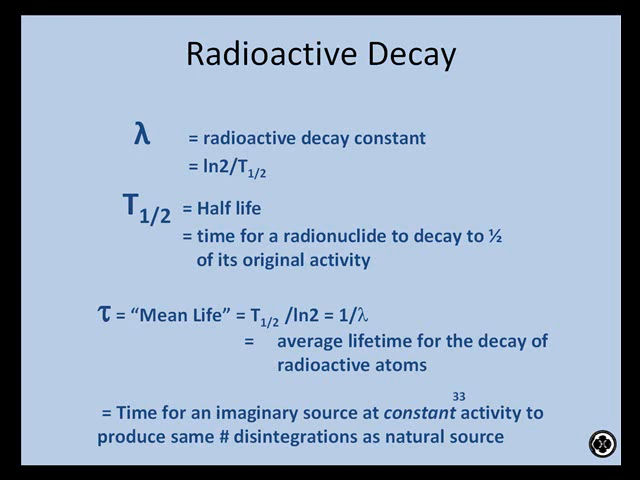 Radioactive Decay
λ = radioactive decay constant
= ln2/T1/2
T1/2 = Half life
= time for a radionuclide to decay to ½
of its original activity
τ = “Mean Life” = T1/2 /ln2 = 1/λ
= average lifetime for the decay of
radioactive atoms
33
= Time for an imaginary source at constant activity to
produce same # disintegrations as natural source